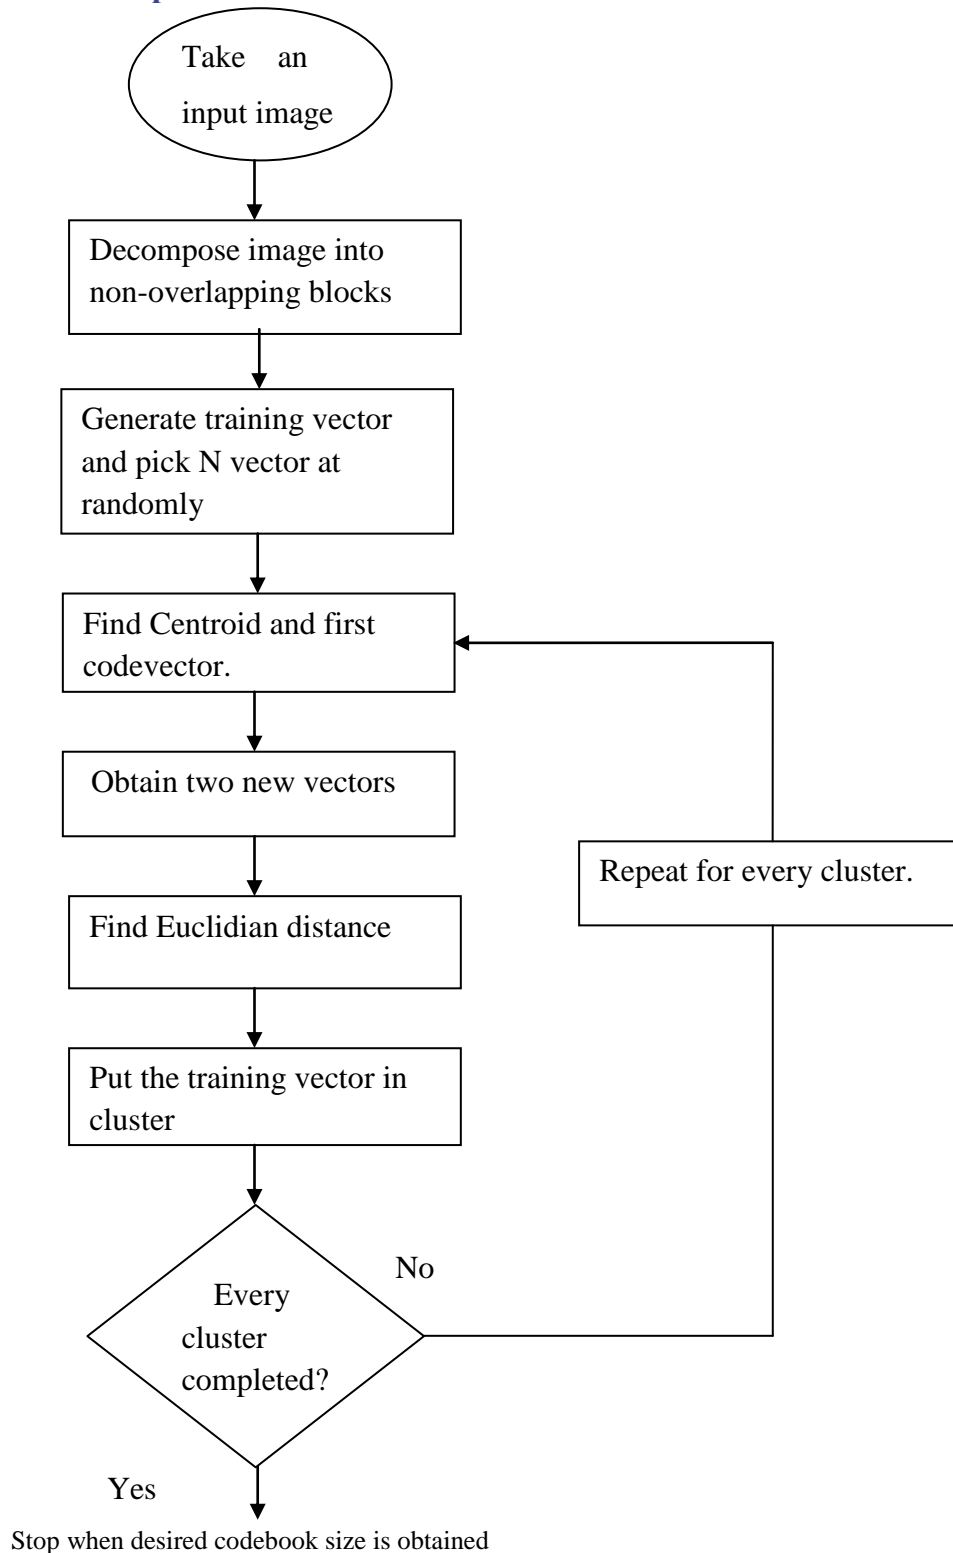 Take an
input image
Decompose image into
non-overlapping blocks
Generate training vector
and pick N vector at
randomly
Find Centroid and first
codevector.
Obtain two new vectors
Repeat for every cluster.
Find Euclidian distance
Put the training vector in
cluster
No
Every
cluster
completed?
Yes
Stop when desired codebook size is obtained